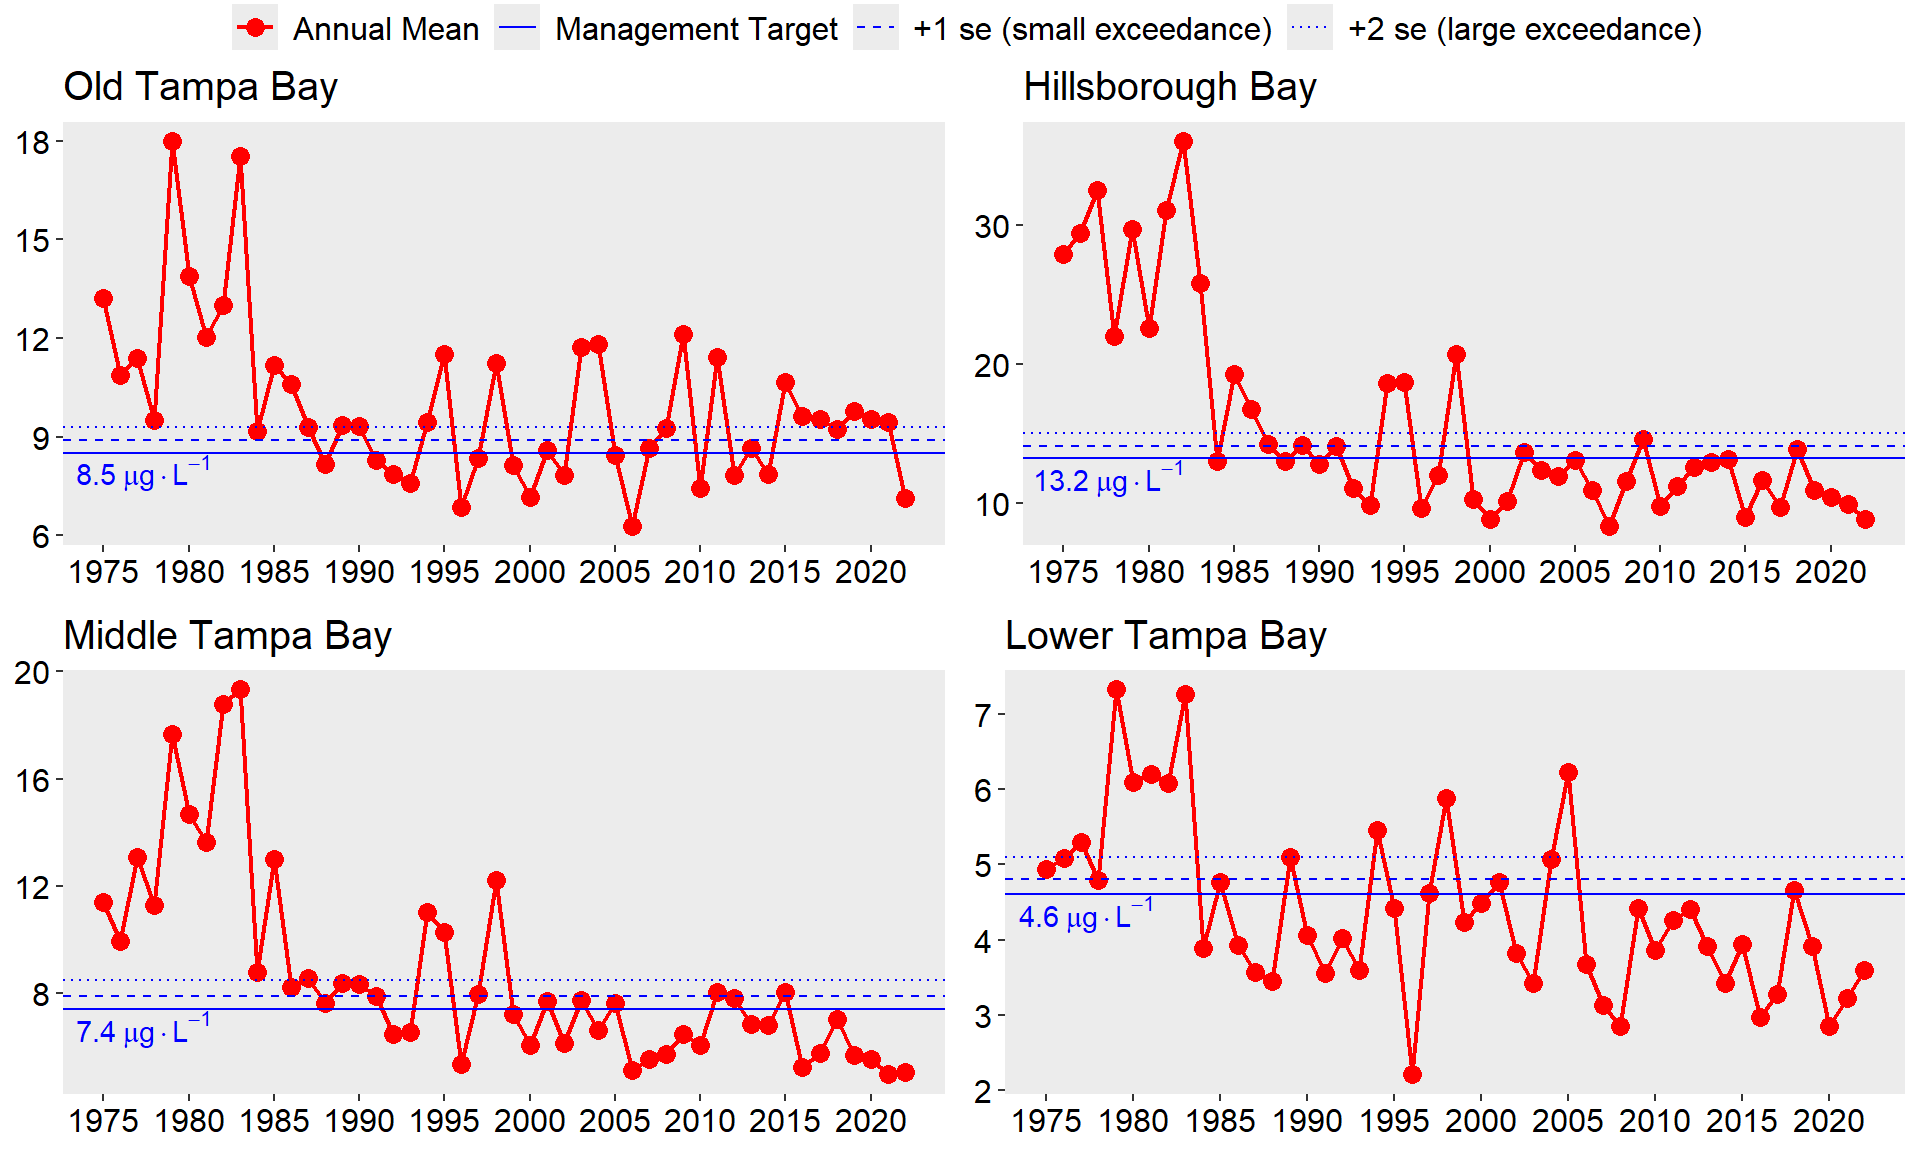 Annual Mean Management Target +1 se (small exceedance) +2 se (large exceedance)
Old Tampa Bay
18
15
12
9
6
8.5 μg·L⁻¹
1975 1980 1985 1990 1995 2000 2005 2010 2015 2020
Hillsborough Bay
30
20
10
13.2 μg·L⁻¹
1975 1980 1985 1990 1995 2000 2005 2010 2015 2020
Middle Tampa Bay
20
16
12
8
7.4 μg·L⁻¹
1975 1980 1985 1990 1995 2000 2005 2010 2015 2020
Lower Tampa Bay
7
6
5
4
3
2
4.6 μg·L⁻¹
1975 1980 1985 1990 1995 2000 2005 2010 2015 2020